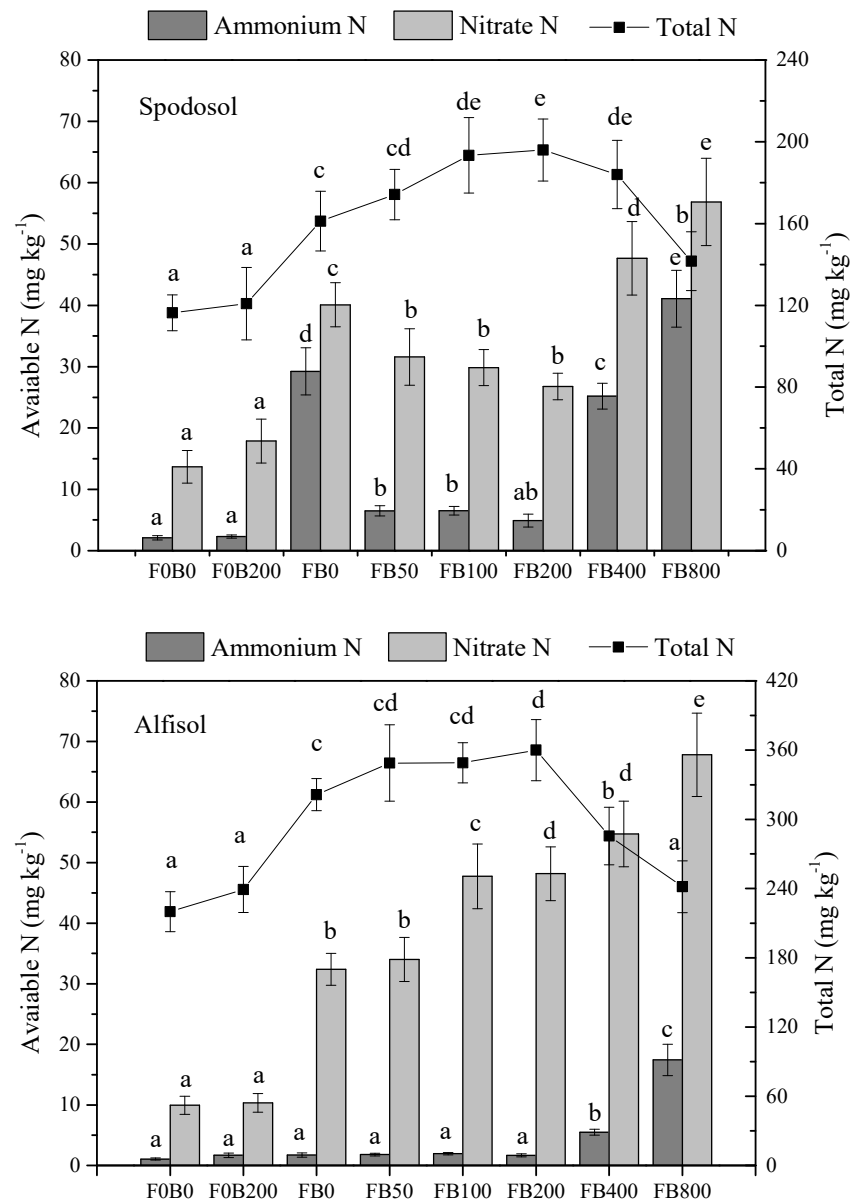 Ammonium N Nitrate N Total N
Spodosol
80 70 60 50 40 30 20 10 0
Avaiable N (mg kg-1)
240 200 160 120 80 40 0
Total N (mg kg-1)
a a c cd de e de b
a a d b b ab c e
a a c b b b d e
F0B0 F0B200 FB0 FB50 FB100 FB200 FB400 FB800
Ammonium N Nitrate N Total N
Alfisol
80 70 60 50 40 30 20 10 0
Avaiable N (mg kg-1)
420 360 300 240 180 120 60 0
Total N (mg kg-1)
a a c cd cd d b a
a a a a a a b c
a a b b c d d e
F0B0 F0B200 FB0 FB50 FB100 FB200 FB400 FB800